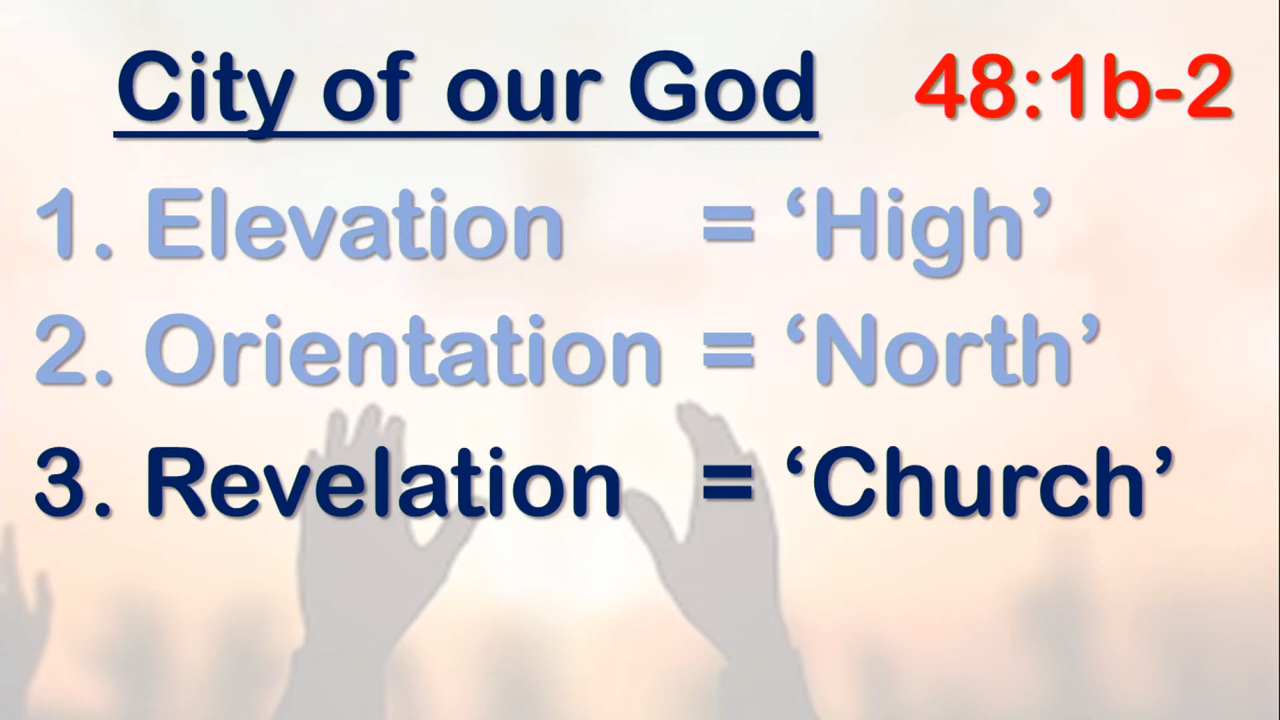 City of our God 48:1b-2
1. Elevation = ‘High’
2. Orientation = ‘North’
3. Revelation = ‘Church’